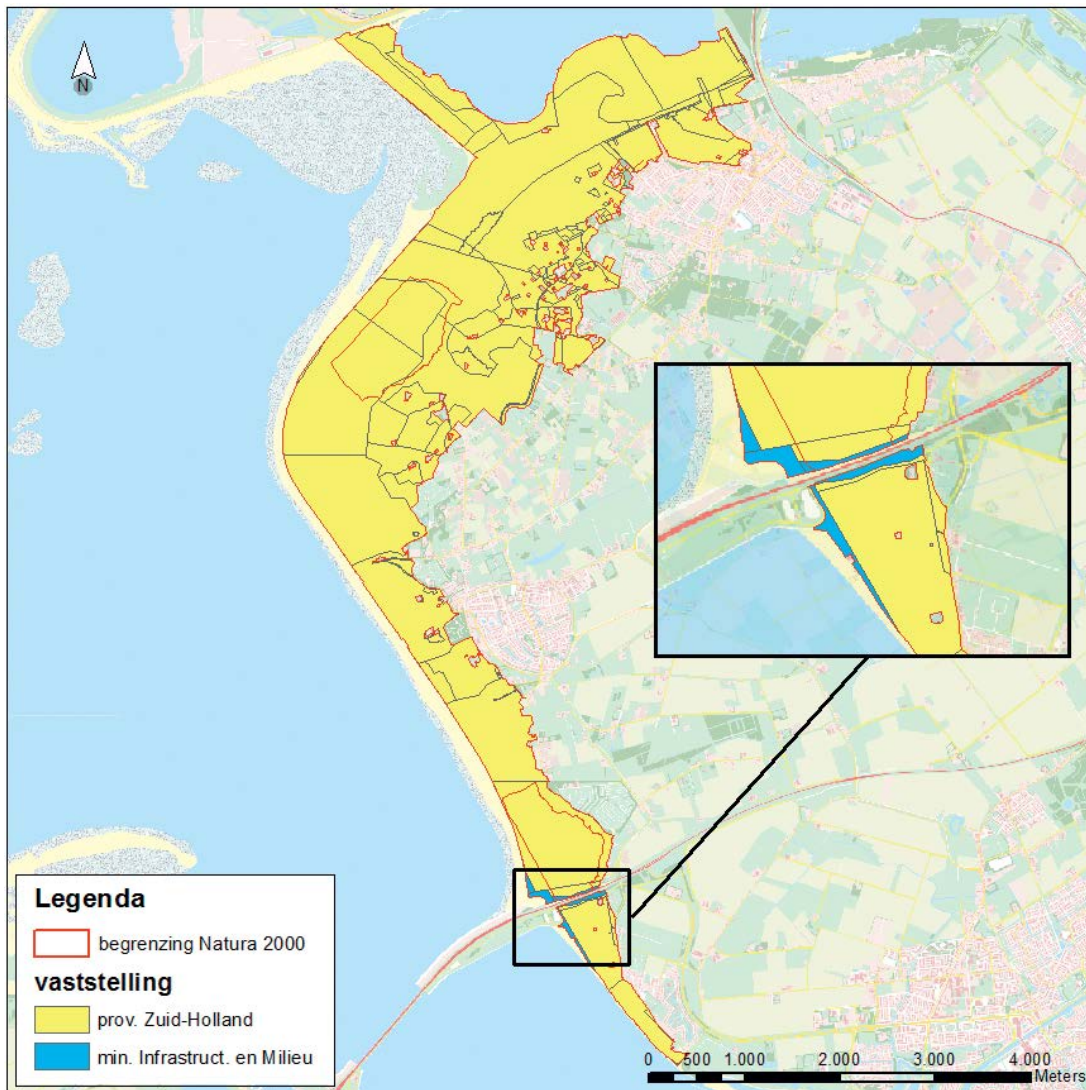 N
Legenda
begrenzing Natura 2000
vaststelling
prov. Zuid-Holland
min. Infrastruct. en Milieu
0 500 1.000 2.000 3.000 4.000
Meters